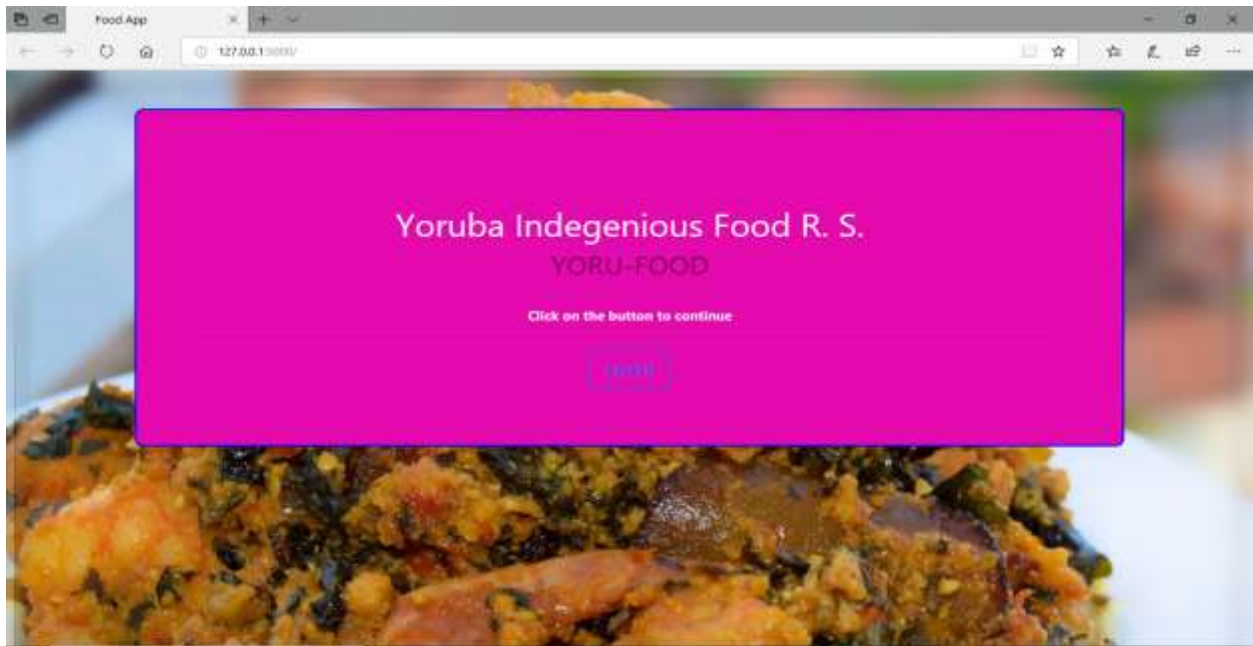 Food App
127.0.0.1
Yoruba Indegenious Food R. S.
YORU-FOOD
Click on the button to continue